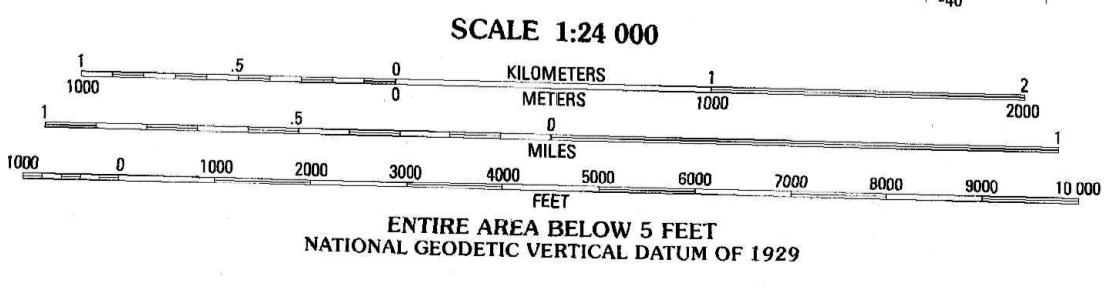 -40
SCALE 1:24 000
1 .5 0 KILOMETERS 1 2
1000 0 METERS 1000 2000
1 .5 0 1
MILES
1000 0 1000 2000 3000 4000 5000 6000 7000 8000 9000 10 000
FEET
ENTIRE AREA BELOW 5 FEET
NATIONAL GEODETIC VERTICAL DATUM OF 1929